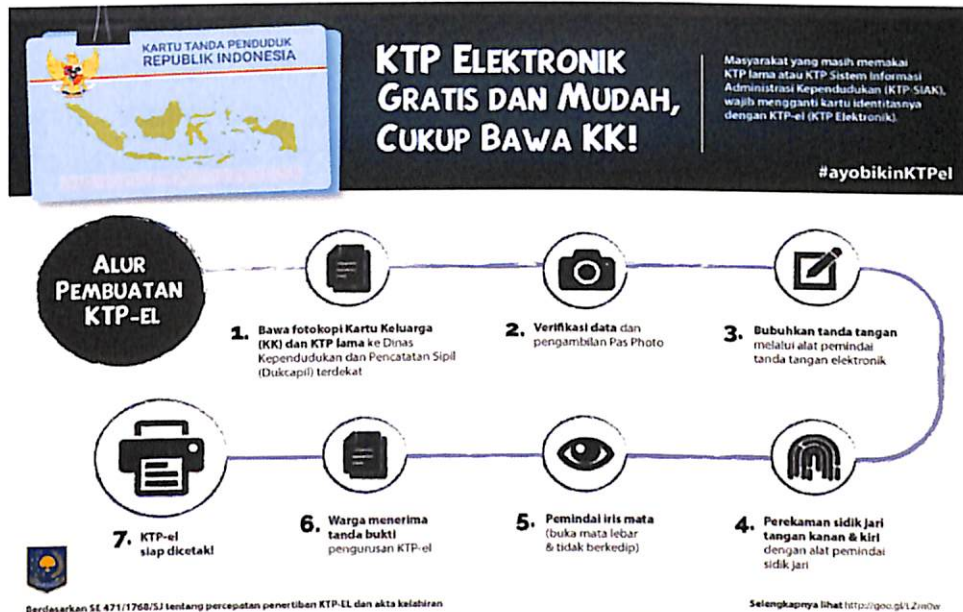 KARTU TANDA PENDUDUK
REPUBLIK INDONESIA
KTP ELEKTRONIK
GRATIS DAN MUDAH,
CUKUP BAWA KK!
Masyarakat yang masih memakai
KTP lama atau KTP Sistem Informasi
Administrasi Kependudukan (KTP-SIAK),
wajib mengganti kartu identitasnya
dengan KTP-el (KTP Elektronik).
#ayobikinKTPel
ALUR
PEMBUATAN
KTP-EL
1. Bawa fotokopi Kartu Keluarga
(KK) dan KTP lama ke Dinas
Kependudukan dan Pencatatan Sipil
(Dukcapil) terdekat
2. Verifikasi data dan
pengambilan Pas Photo
3. Bubuhkan tanda tangan
melalui alat pemindai
tanda tangan elektronik
4. Perekaman sidik jari
tangan kanan & kiri
dengan alat pemindai
sidik jari
5. Pemindai iris mata
(buka mata lebar
& tidak berkedip)
6. Warga menerima
tanda bukti
pengurusan KTP-el
7. KTP-el
siap dicetak!
Berdasarkan SE 471/1768/SJ tentang percepatan penertiban KTP-EL dan akta kelahiran
Selengkapnya lihat